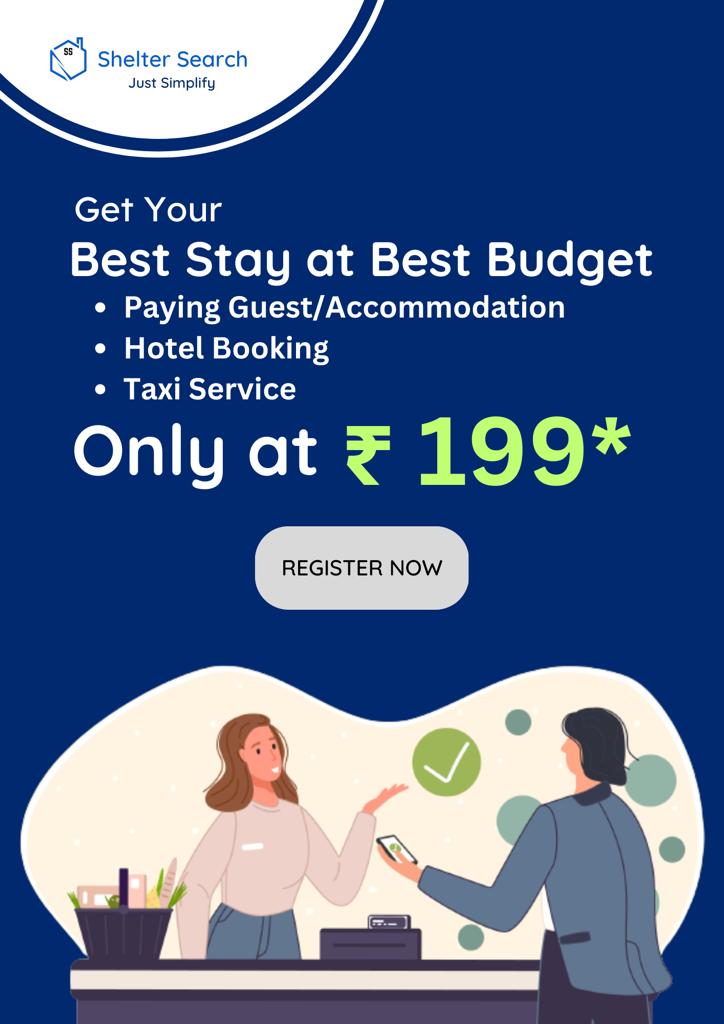 SS
Shelter Search
Just Simplify
Get Your
Best Stay at Best Budget
• Paying Guest/Accommodation
• Hotel Booking
• Taxi Service
Only at ₹ 199*
REGISTER NOW